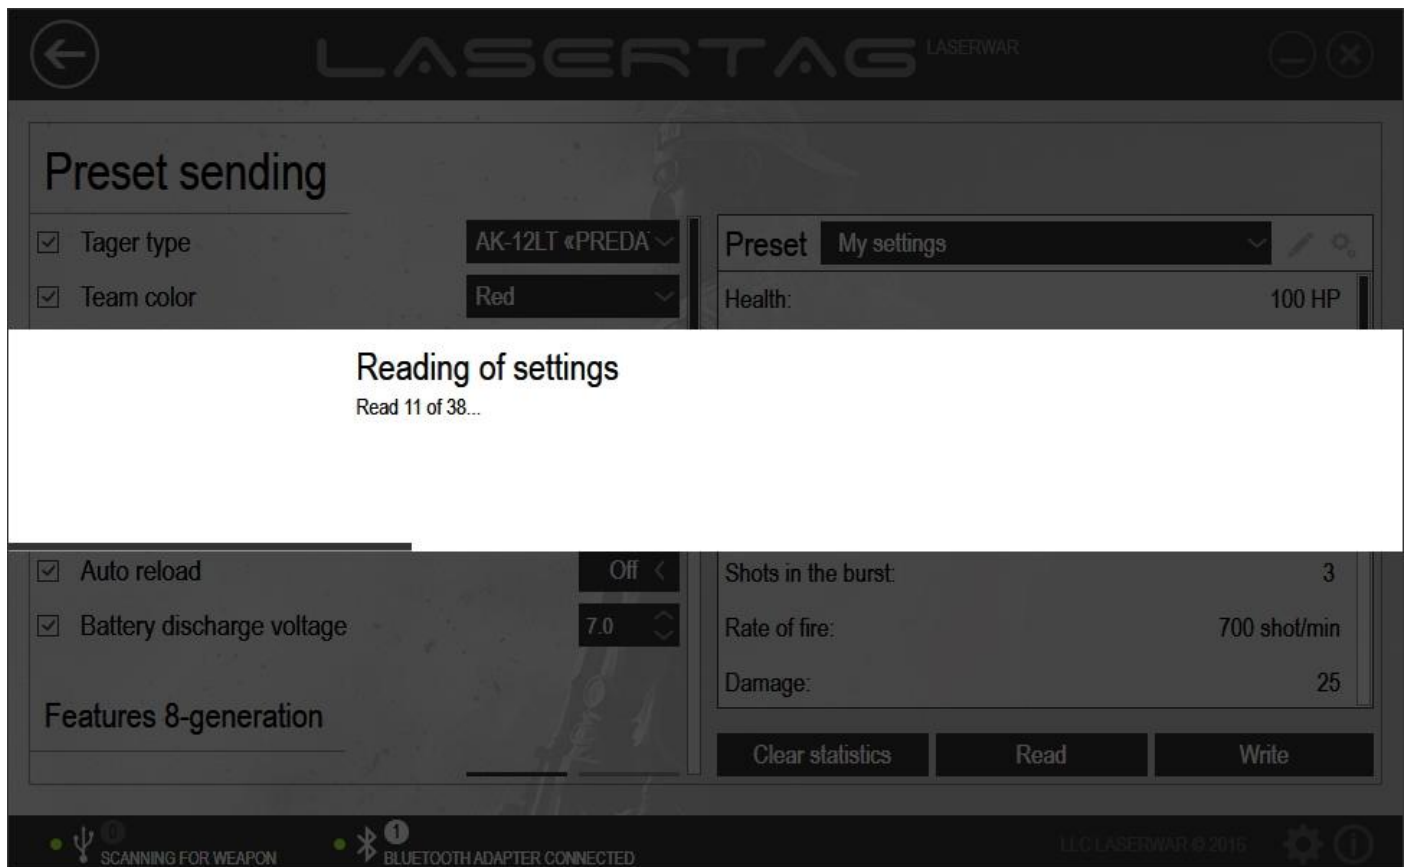 LASERTAG LASERWAR
Preset sending
Tager type AK-12LT «PREDA
Team color Red
Preset My settings
Health: 100 HP
Reading of settings
Read 11 of 38...
Auto reload Off
Battery discharge voltage 7.0
Features 8-generation
Shots in the burst: 3
Rate of fire: 700 shot/min
Damage: 25
Clear statistics Read Write
0
SCANNING FOR WEAPON
1
BLUETOOTH ADAPTER CONNECTED
LLC LASERWAR © 2016